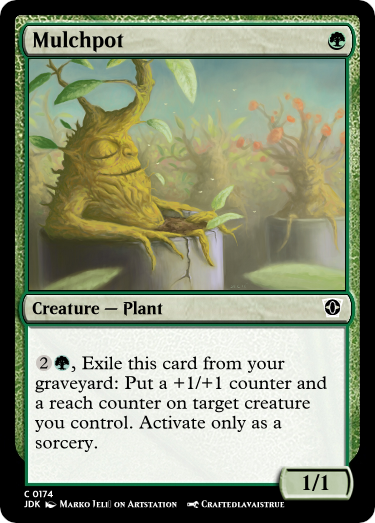 Mulchpot
Creature — Plant
2, Exile this card from your
graveyard: Put a +1/+1 counter and
a reach counter on target creature
you control. Activate only as a
sorcery.
1/1
C 0174
JDK Marko on Artstation Craftedlavaistrue